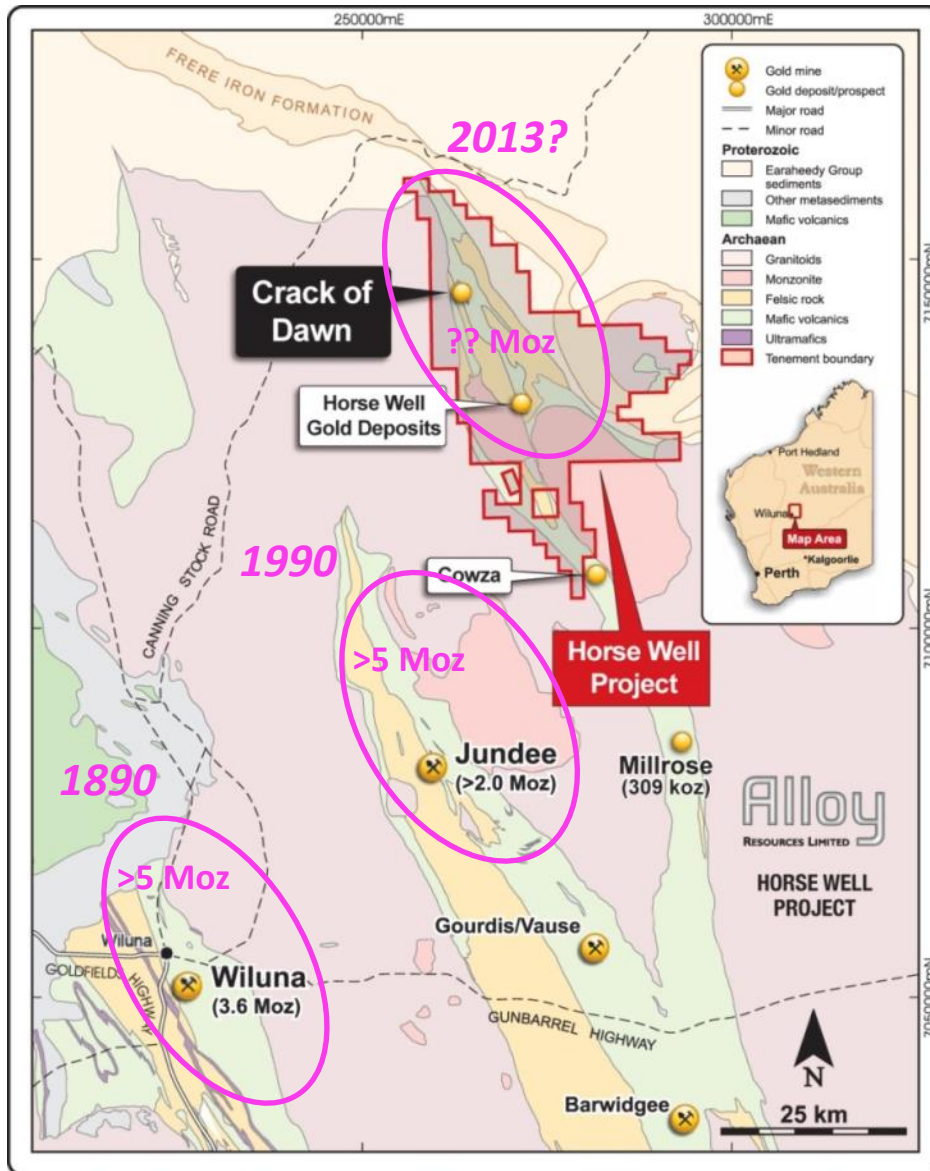 250000mE
300000mE
FRERE IRON FORMATION
2013?
Gold mine
Gold deposit/prospect
Major road
Minor road
Proterozoic
Earaheedy Group
sediments
Other metasediments
Mafic volcanics
Archaean
Granitoids
Monzonite
Felsic rock
Mafic volcanics
Ultramafics
Tenement boundary
7150000mN
Crack of
Dawn
?? Moz
Horse Well
Gold Deposits
Port Hedland
Western
Australia
Wiluna
Map Area
Kalgoorlie
Perth
CANNING STOCK ROAD
1990
Cowza
7100000mN
>5 Moz
Horse Well
Project
Jundee
(>2.0 Moz)
Millrose
(309 koz)
1890
Alloy
RESOURCES LIMITED
HORSE WELL
PROJECT
>5 Moz
Wiluna
GOLDFIELDS HIGHWAY
Wiluna
(3.6 Moz)
Gourdis/Vause
GUNBARREL HIGHWAY
7050000mN
Barwidgee
N
25 km